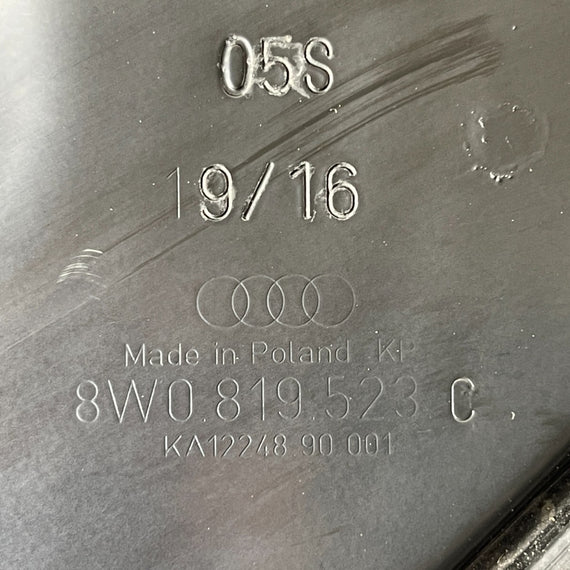 05S
19/16
Made in Poland KP
8W0.819.523 C
KA12248 90 001